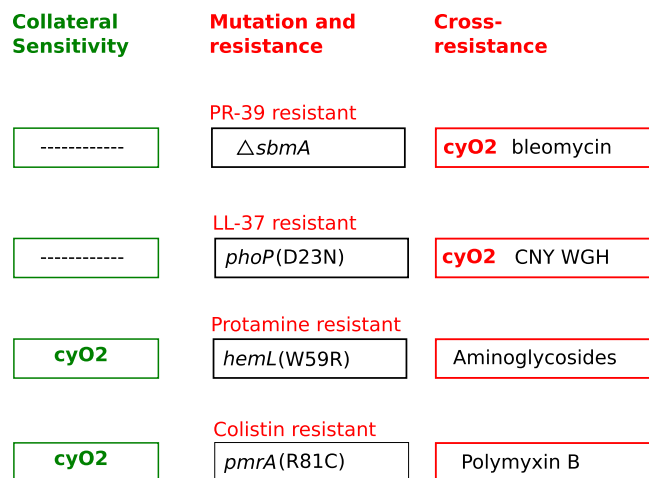 Collateral Sensitivity
Mutation and resistance
Cross-resistance
PR-39 resistant
------------
△sbmA
cyO2 bleomycin
LL-37 resistant
------------
phoP(D23N)
cyO2 CNY WGH
Protamine resistant
cyO2
hemL(W59R)
Aminoglycosides
Colistin resistant
cyO2
pmrA(R81C)
Polymyxin B